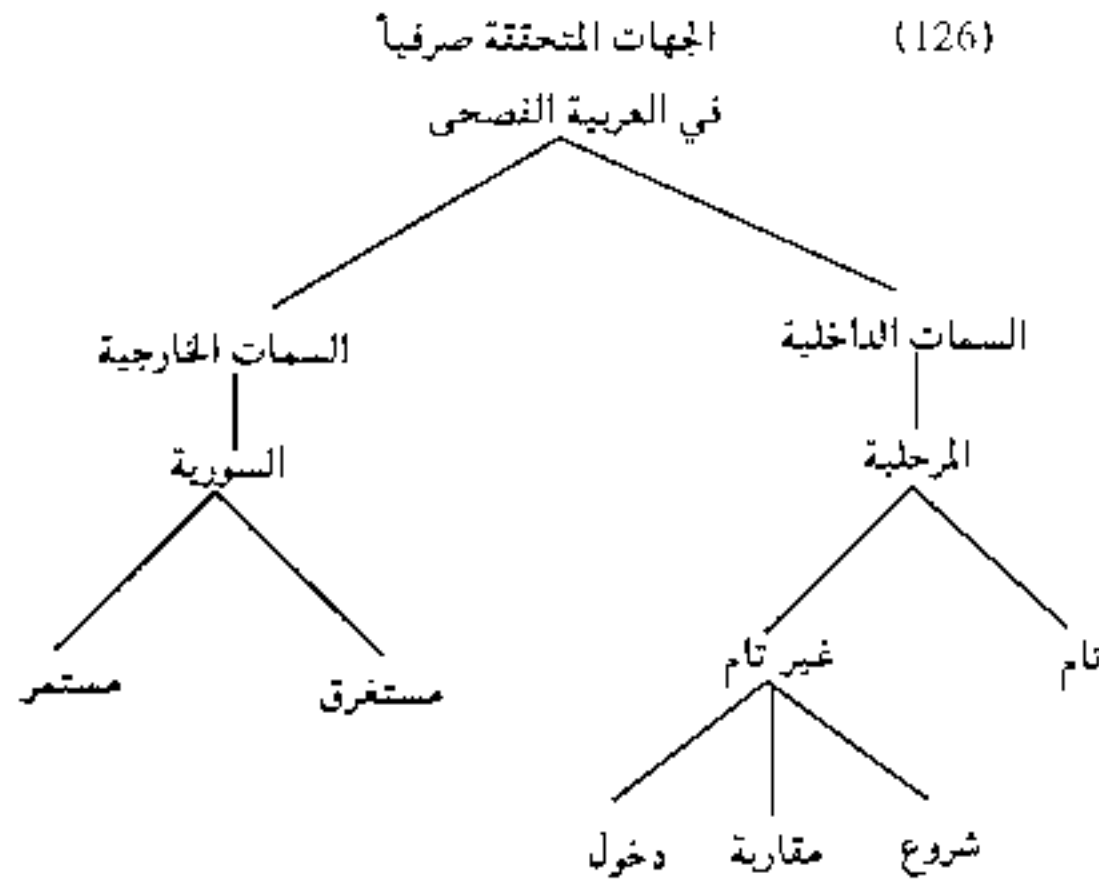 (126) الجهات المتحققة صرفياً
في العربية الفصحى
السمات الداخلية السمات الخارجية
المرحلية السورية
تام غير تام مستغرق مستمر
شروع مقاربة دخول